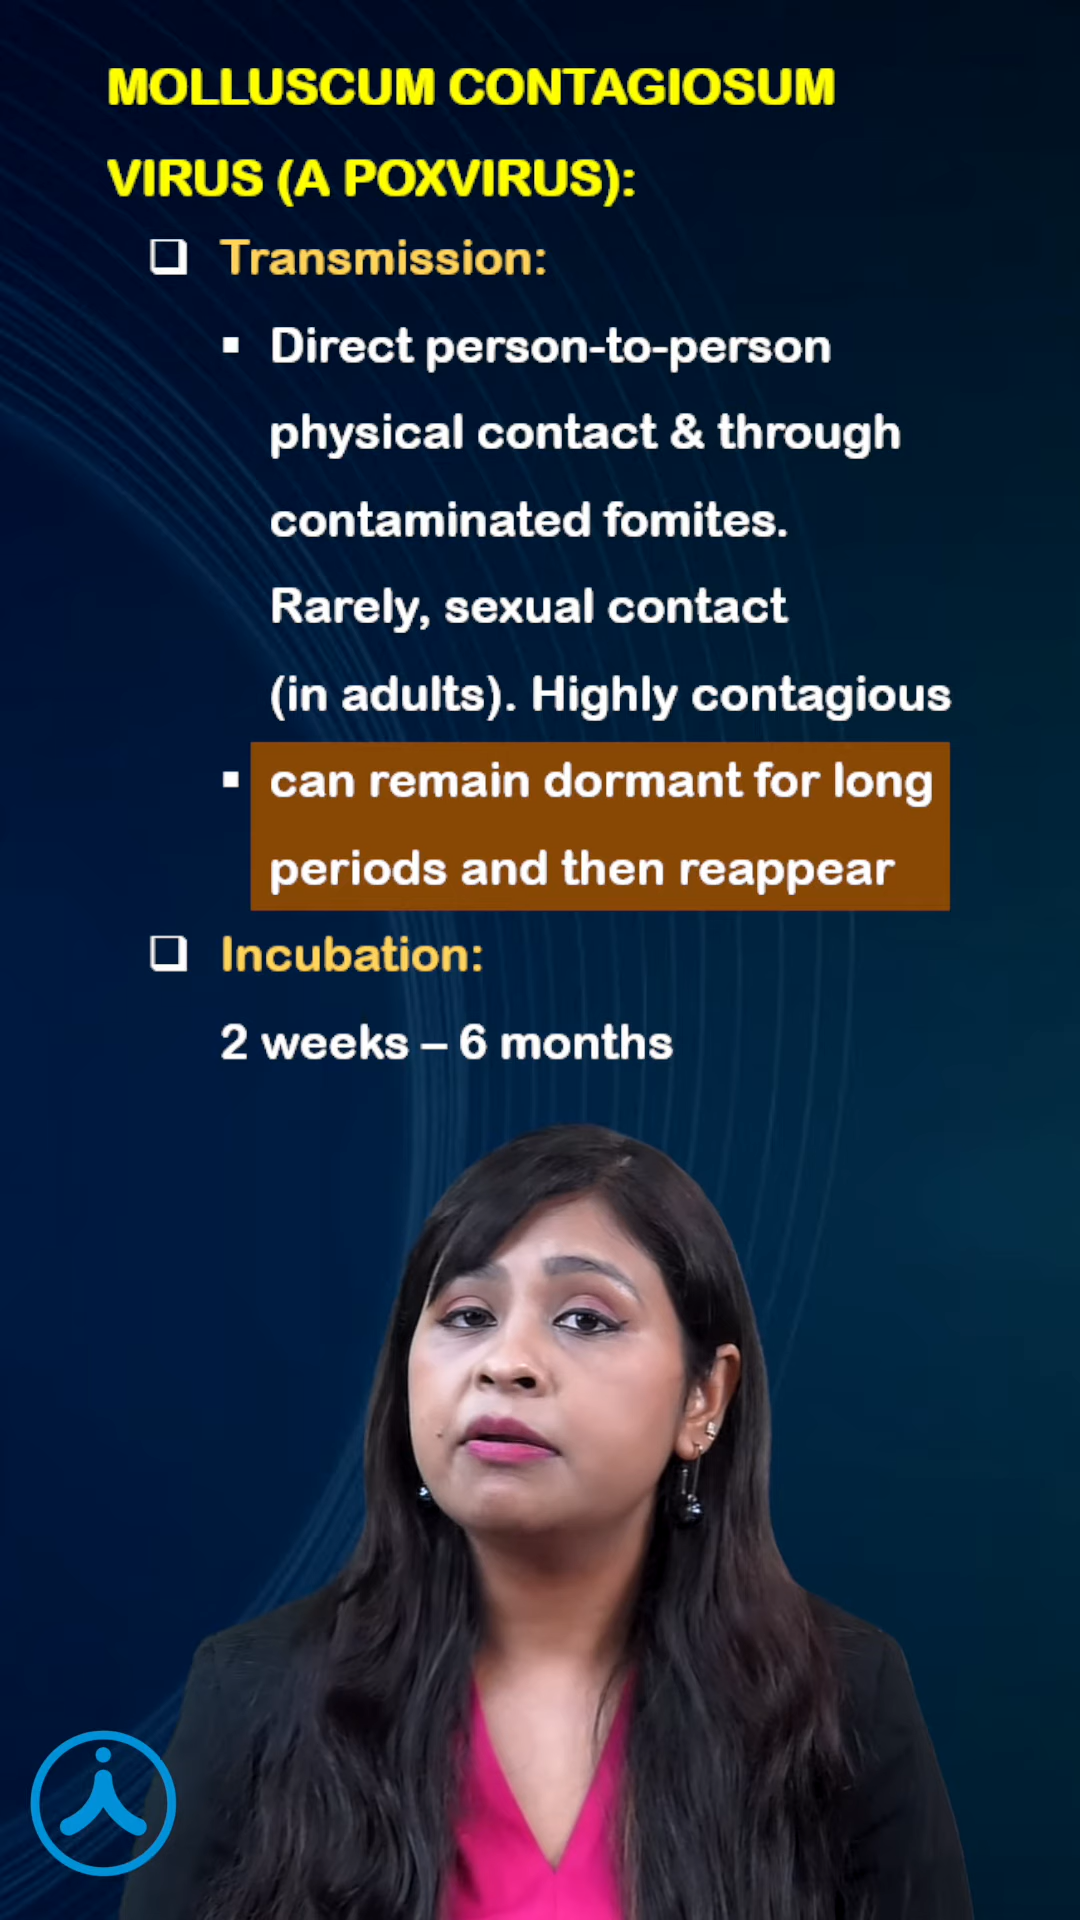 MOLLUSCUM CONTAGIOSUM
VIRUS (A POXVIRUS):
Transmission:
Direct person-to-person
physical contact & through
contaminated fomites.
Rarely, sexual contact
(in adults). Highly contagious
can remain dormant for long
periods and then reappear
Incubation:
2 weeks – 6 months